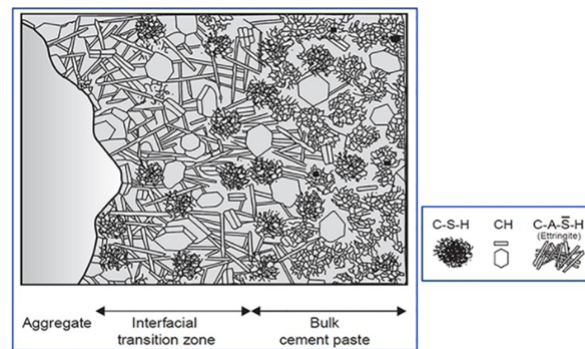 Aggregate
Interfacial
transition zone
Bulk
cement paste
C-S-H
CH
C-A-S̅-H
(Ettringite)